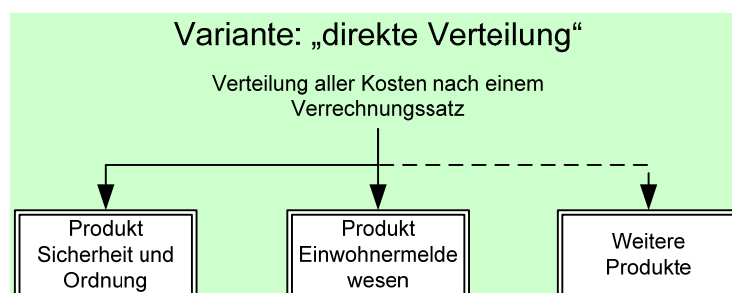 Variante: „direkte Verteilung“
Verteilung aller Kosten nach einem
Verrechnungssatz
Produkt
Sicherheit und
Ordnung
Produkt
Einwohnermelde
wesen
Weitere
Produkte